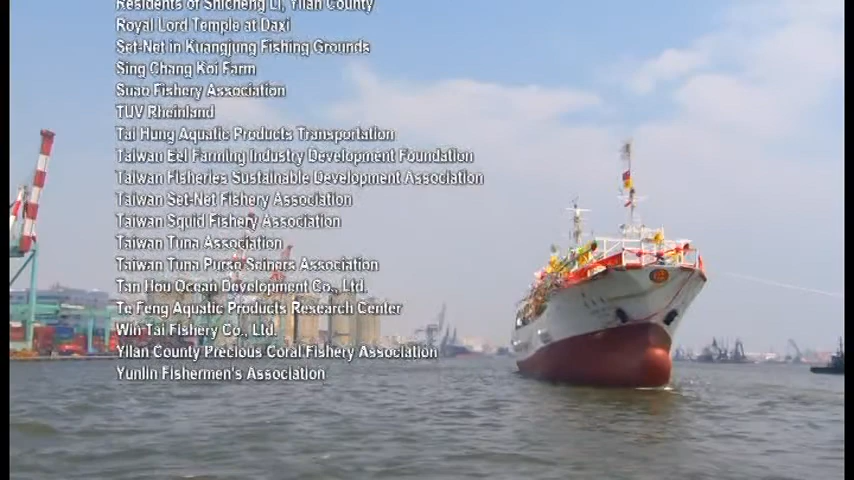 Residents of Shicheng Li, Yilan County
Royal Lord Temple at Daxi
Set-Net in Kuangjung Fishing Grounds
Sing Chang Koi Farm
Suao Fishery Association
TUV Rheinland
Tai Hung Aquatic Products Transportation
Taiwan Eel Farming Industry Development Foundation
Taiwan Fisheries Sustainable Development Association
Taiwan Set-Net Fishery Association
Taiwan Squid Fishery Association
Taiwan Tuna Association
Taiwan Tuna Purse Seiners Association
Tan Hou Ocean Development Co., Ltd.
Te Feng Aquatic Products Research Center
Win Tai Fishery Co., Ltd.
Yilan County Precious Coral Fishery Association
Yunlin Fishermen's Association